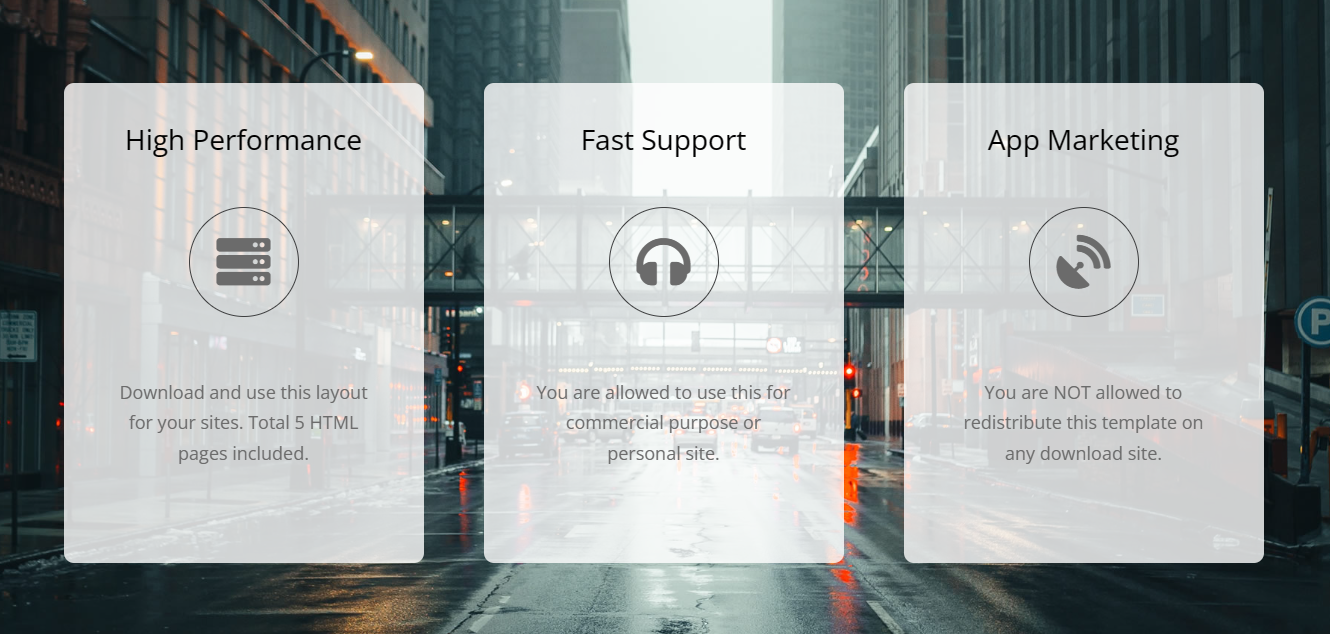 High Performance
Download and use this layout
for your sites. Total 5 HTML
pages included.
Fast Support
You are allowed to use this for
commercial purpose or
personal site.
App Marketing
You are NOT allowed to
redistribute this template on
any download site.
P